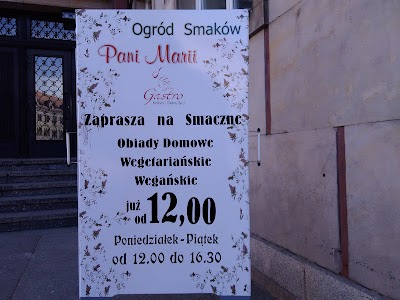 Ogród Smaków
Pani Marii
Gastro
Zaprasza na Smaczne
Obiady Domowe
Wegetariańskie
Wegańskie
już
od 12,00
Poniedziałek - Piątek
od 12.00 do 16.30